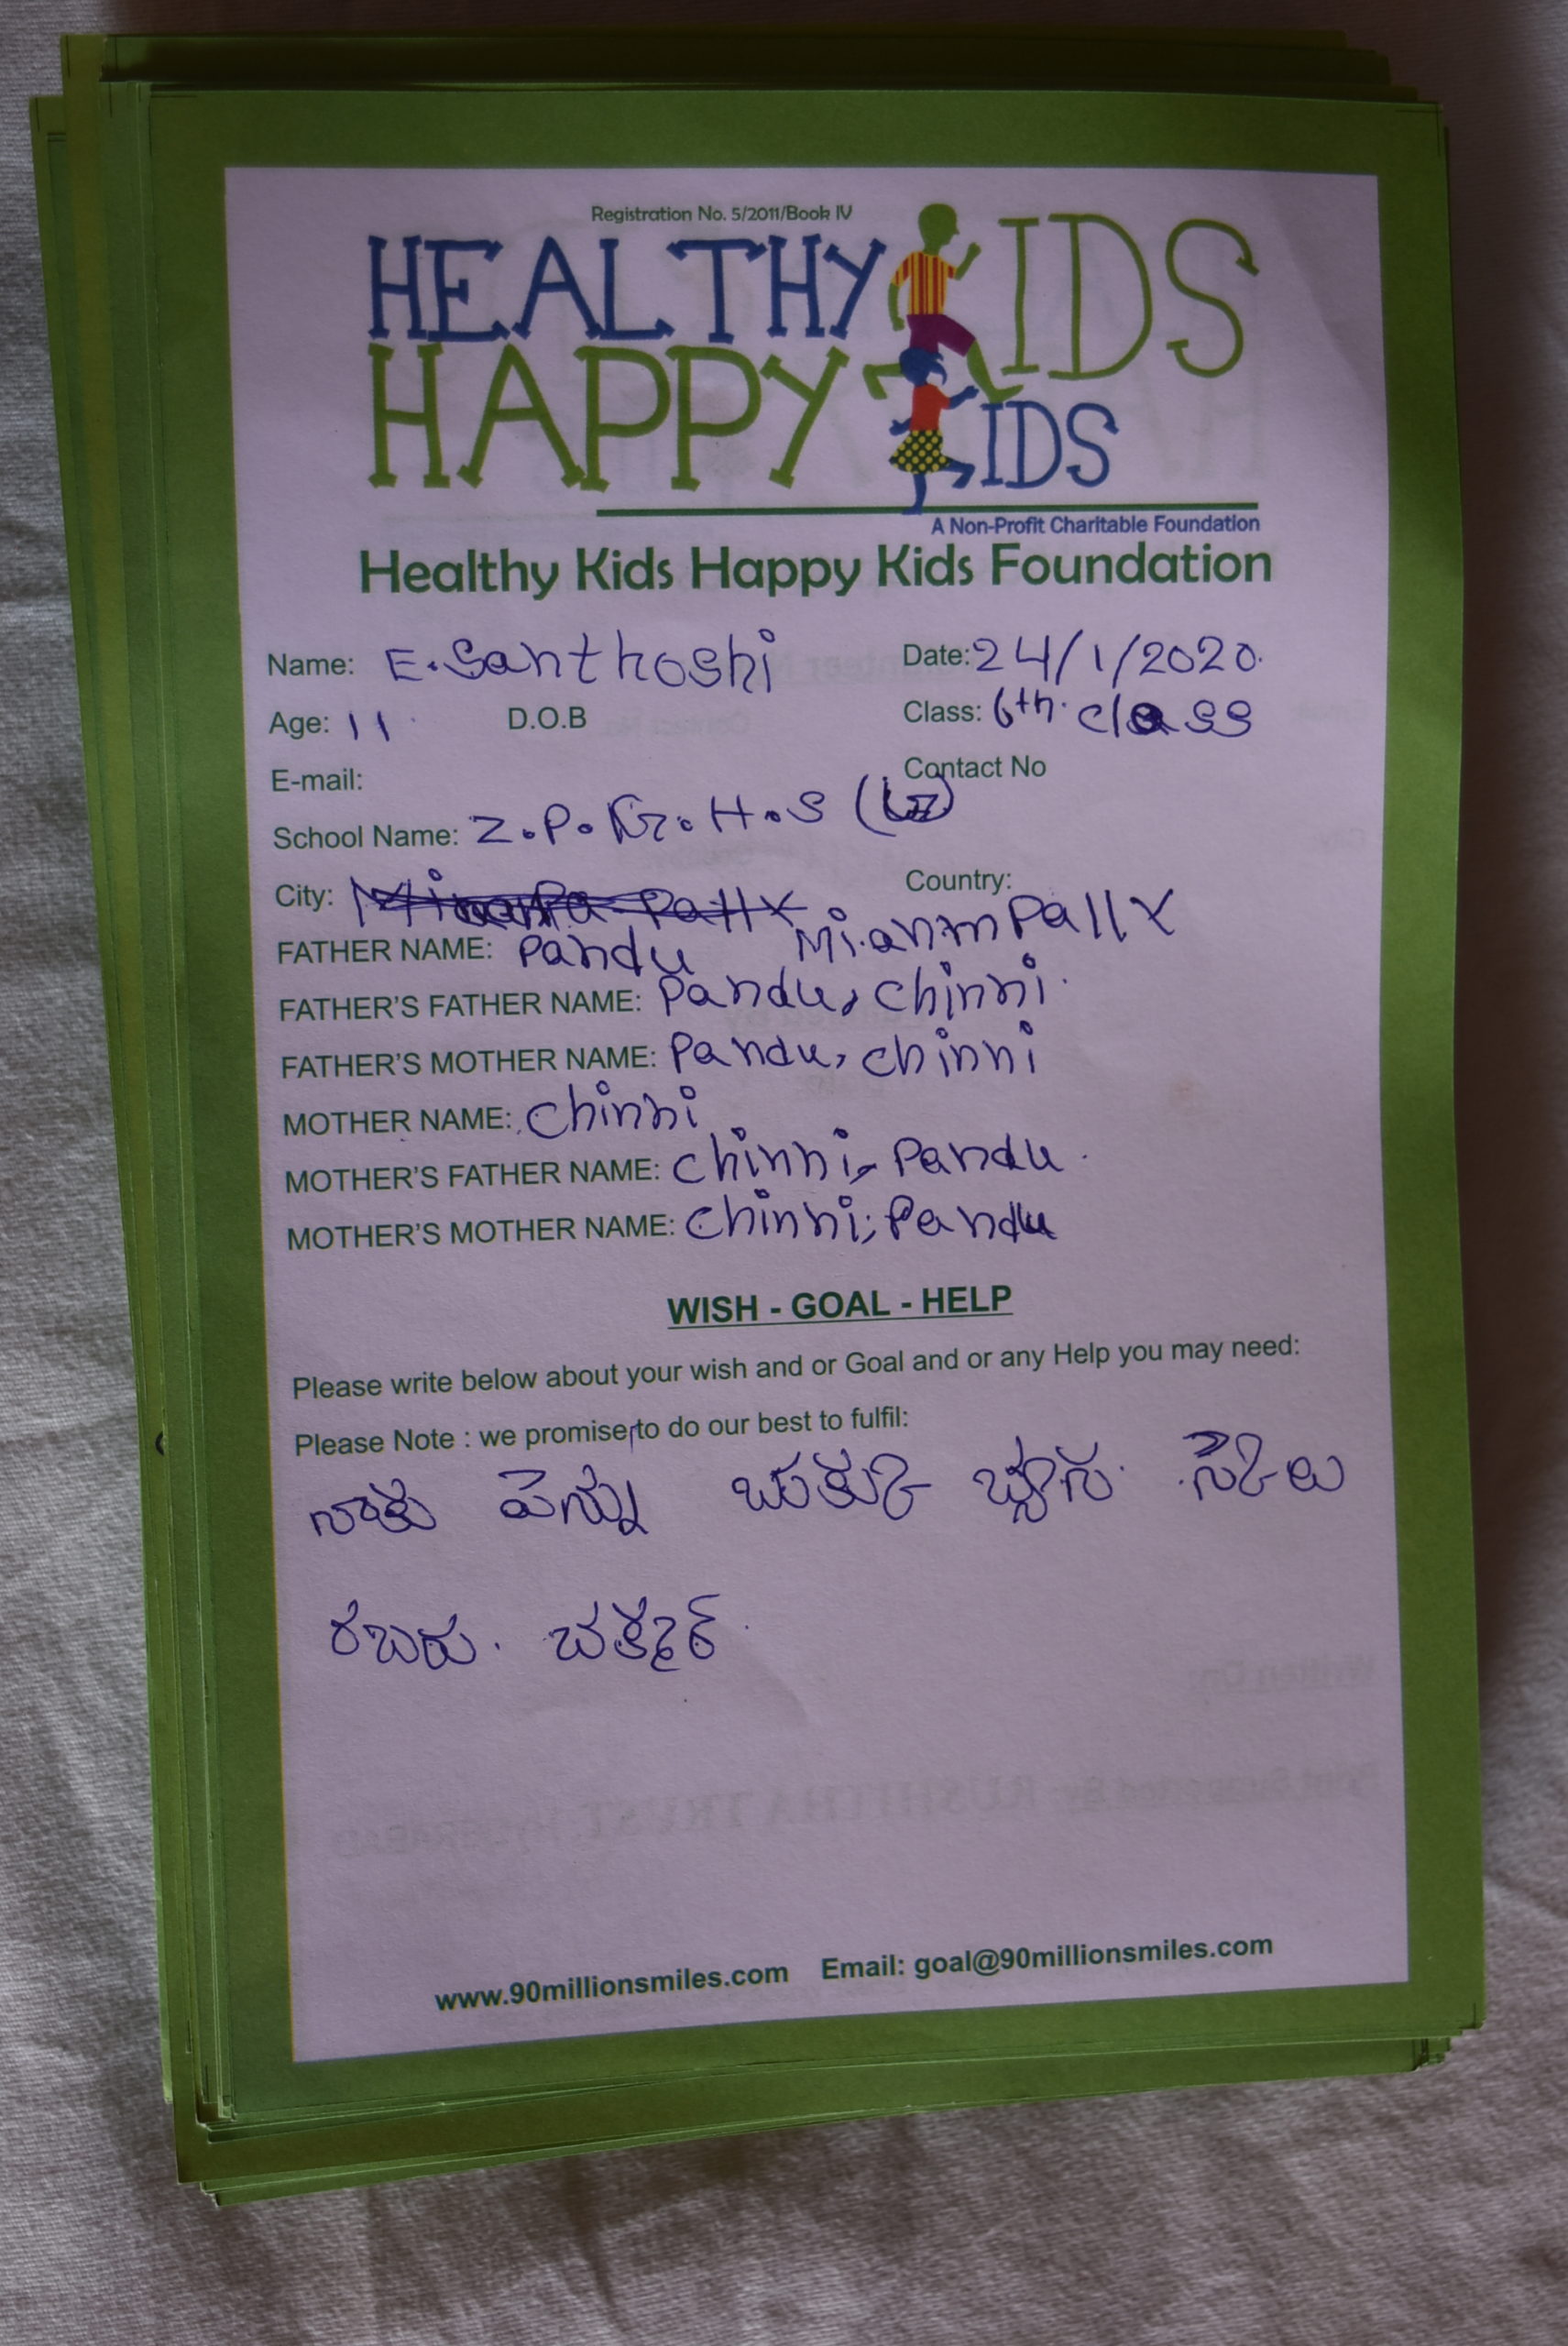 Registration No. 5/2011/Book IV
HEALTHY KIDS
HAPPY KIDS
A Non-Profit Charitable Foundation
Healthy Kids Happy Kids Foundation
Name: E. Santhoshi Date: 24/1/2020.
Age: 11 D.O.B Class: 6th class
E-mail: Contact No
School Name: Z.P.G.H.S
City: Country:
FATHER NAME: Pandu
FATHER'S FATHER NAME: Pandu, Chinni.
FATHER'S MOTHER NAME: Pandu, Chinni
MOTHER NAME: Chinni
MOTHER'S FATHER NAME: Chinni, Pandu.
MOTHER'S MOTHER NAME: Chinni, Pandu
WISH - GOAL - HELP
Please write below about your wish and or Goal and or any Help you may need:
Please Note : we promise to do our best to fulfil:
నాకు పెన్ను
రబరు.
www.90millionsmiles.com Email: goal@90millionsmiles.com